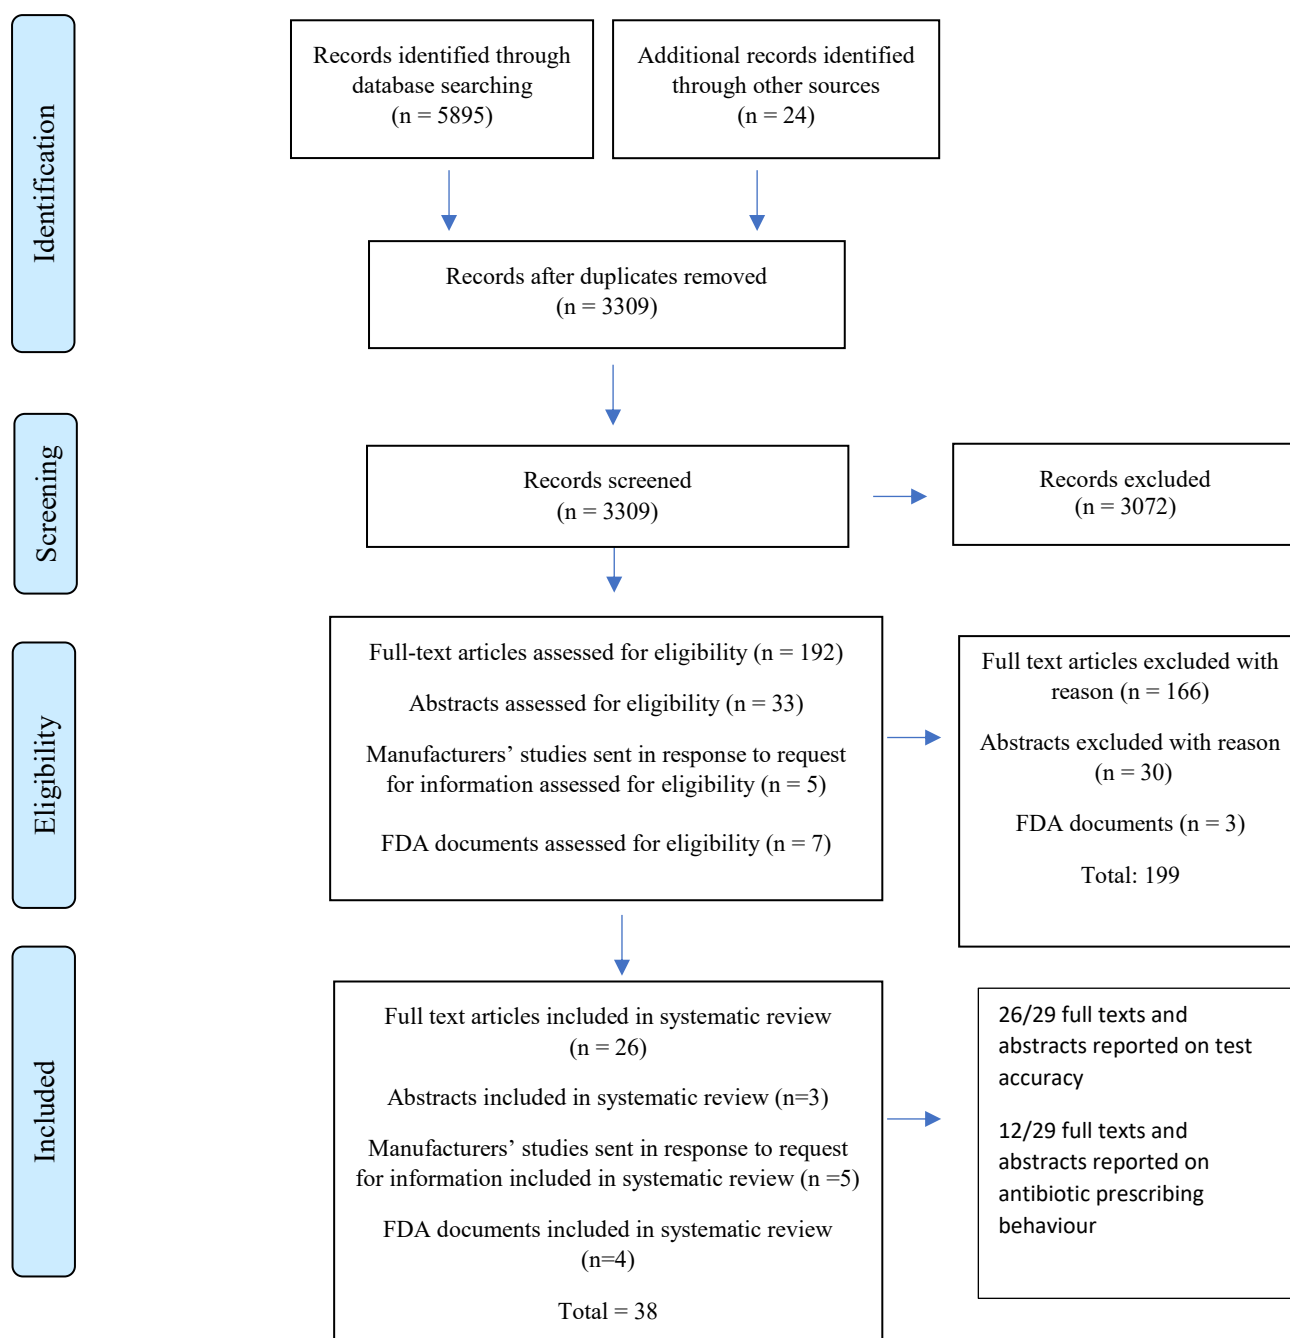 Identification
Records identified through
database searching
(n = 5895)
Additional records identified
through other sources
(n = 24)
Records after duplicates removed
(n = 3309)
Screening
Records screened
(n = 3309)
Records excluded
(n = 3072)
Eligibility
Full-text articles assessed for eligibility (n = 192)
Abstracts assessed for eligibility (n = 33)
Manufacturers’ studies sent in response to request
for information assessed for eligibility (n = 5)
FDA documents assessed for eligibility (n = 7)
Full text articles excluded with
reason (n = 166)
Abstracts excluded with reason
(n = 30)
FDA documents (n = 3)
Total: 199
Included
Full text articles included in systematic review
(n = 26)
Abstracts included in systematic review (n=3)
Manufacturers’ studies sent in response to request
for information included in systematic review (n =5)
FDA documents included in systematic review
(n=4)
Total = 38
26/29 full texts and
abstracts reported on test
accuracy
12/29 full texts and
abstracts reported on
antibiotic prescribing
behaviour